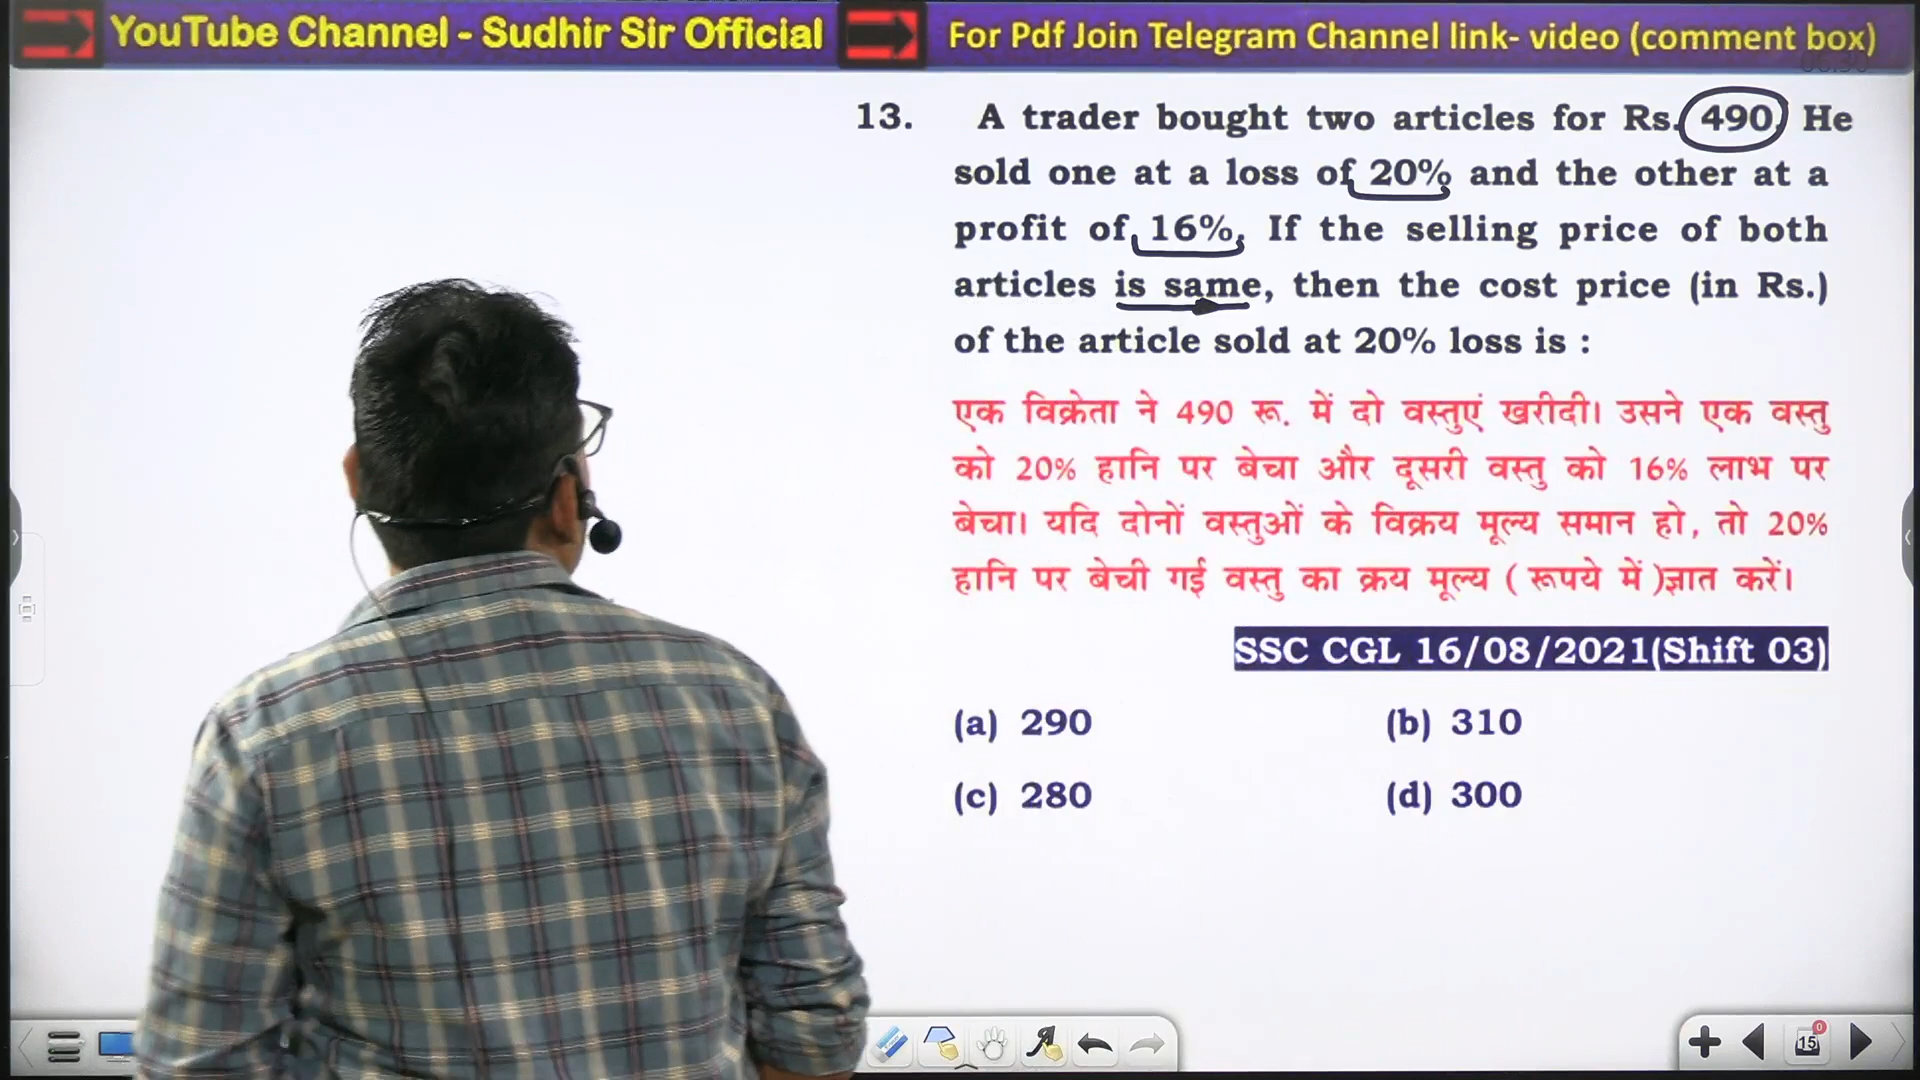 YouTube Channel - Sudhir Sir Official
For Pdf Join Telegram Channel link- video (comment box)
13. A trader bought two articles for Rs. 490. He
sold one at a loss of 20% and the other at a
profit of 16%. If the selling price of both
articles is same, then the cost price (in Rs.)
of the article sold at 20% loss is :
एक विक्रेता ने 490 रू. में दो वस्तुएं खरीदी। उसने एक वस्तु
को 20% हानि पर बेचा और दूसरी वस्तु को 16% लाभ पर
बेचा। यदि दोनों वस्तुओं के विक्रय मूल्य समान हो, तो 20%
हानि पर बेची गई वस्तु का क्रय मूल्य ( रूपये में )ज्ञात करें।
SSC CGL 16/08/2021(Shift 03)
(a) 290 (b) 310
(c) 280 (d) 300
15
0